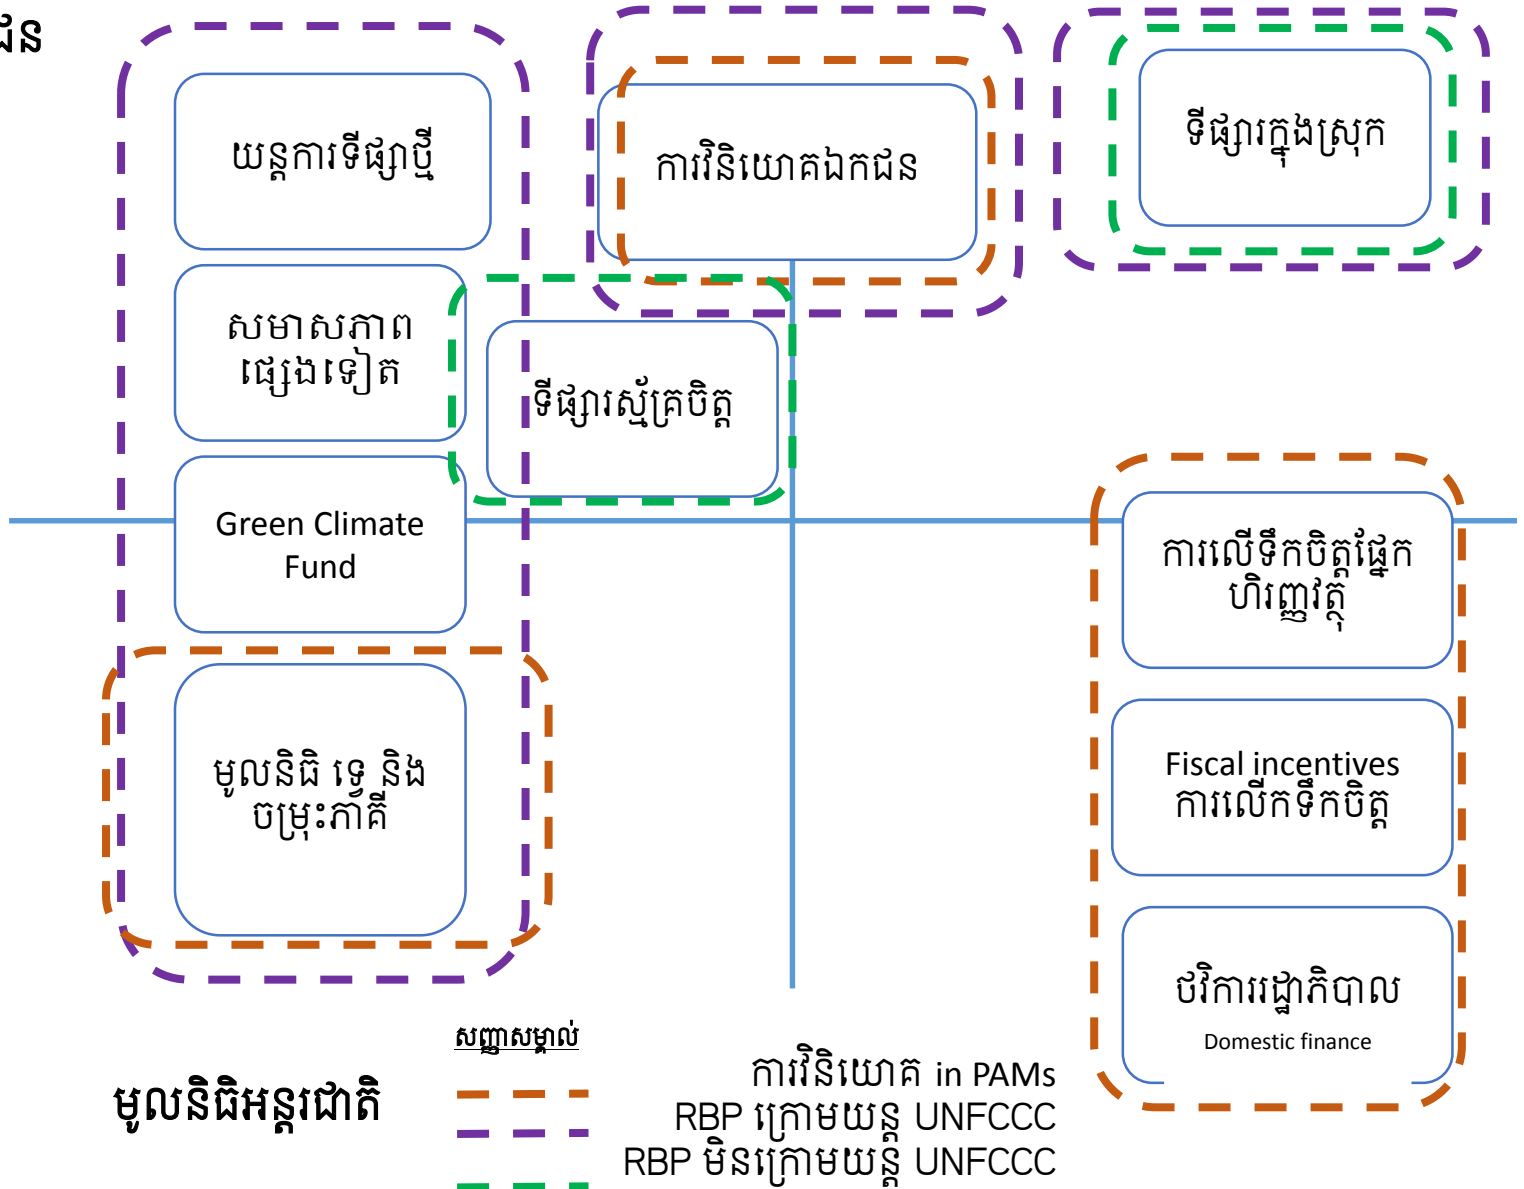 ជន
យន្តការទីផ្សាថ្មី
ការវិនិយោគឯកជន
ទីផ្សារក្នុងស្រុក
សមាសភាព
ផ្សេងទៀត
ទីផ្សារស្ម័គ្រចិត្ត
Green Climate
Fund
ការលើទឹកចិត្តផ្នែក
ហិរញ្ញវត្ថុ
មូលនិធិ ទ្វេ និង
ចម្រុះភាគី
Fiscal incentives
ការលើកទឹកចិត្ត
ថវិការរដ្ឋាភិបាល
Domestic finance
មូលនិធិអន្តរជាតិ
សញ្ញាសម្គាល់
ការវិនិយោគ in PAMs
RBP ក្រោមយន្ត UNFCCC
RBP មិនក្រោមយន្ត UNFCCC